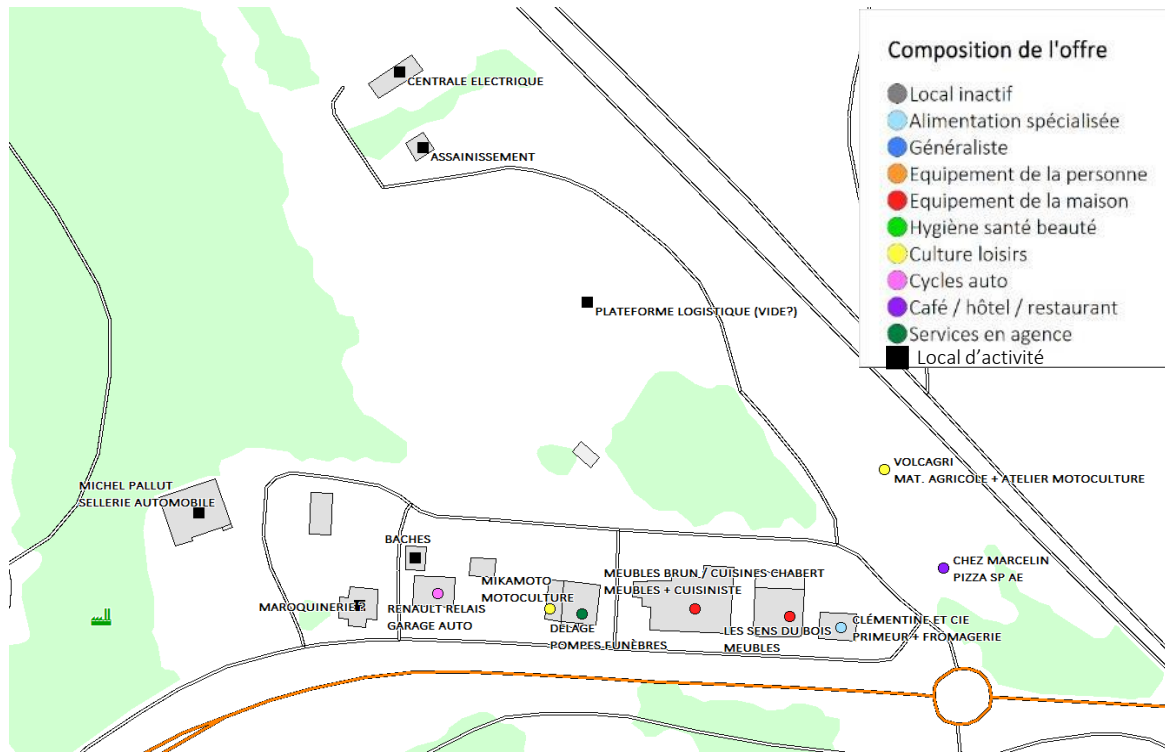 Composition de l'offre
Local inactif
Alimentation spécialisée
Généraliste
Equipement de la personne
Equipement de la maison
Hygiène santé beauté
Culture loisirs
Cycles auto
Café / hôtel / restaurant
Services en agence
Local d'activité
CENTRALE ELECTRIQUE
ASSAINISSEMENT
PLATEFORME LOGISTIQUE (VIDE?)
VOLCAGRI
MAT. AGRICOLE + ATELIER MOTOCULTURE
MICHEL PALLUT
SELLERIE AUTOMOBILE
BACHES
CHEZ MARCELIN
PIZZA SP AE
MAROQUINERIE ?
RENAULT RELAIS
GARAGE AUTO
MIKAMOTO
MOTOCULTURE
DELAGE
POMPES FUNÈBRES
MEUBLES BRUN / CUISINES CHABERT
MEUBLES + CUISINISTE
LES SENS DU BOIS
MEUBLES
CLÉMENTINE ET CIE
PRIMEUR + FROMAGERIE